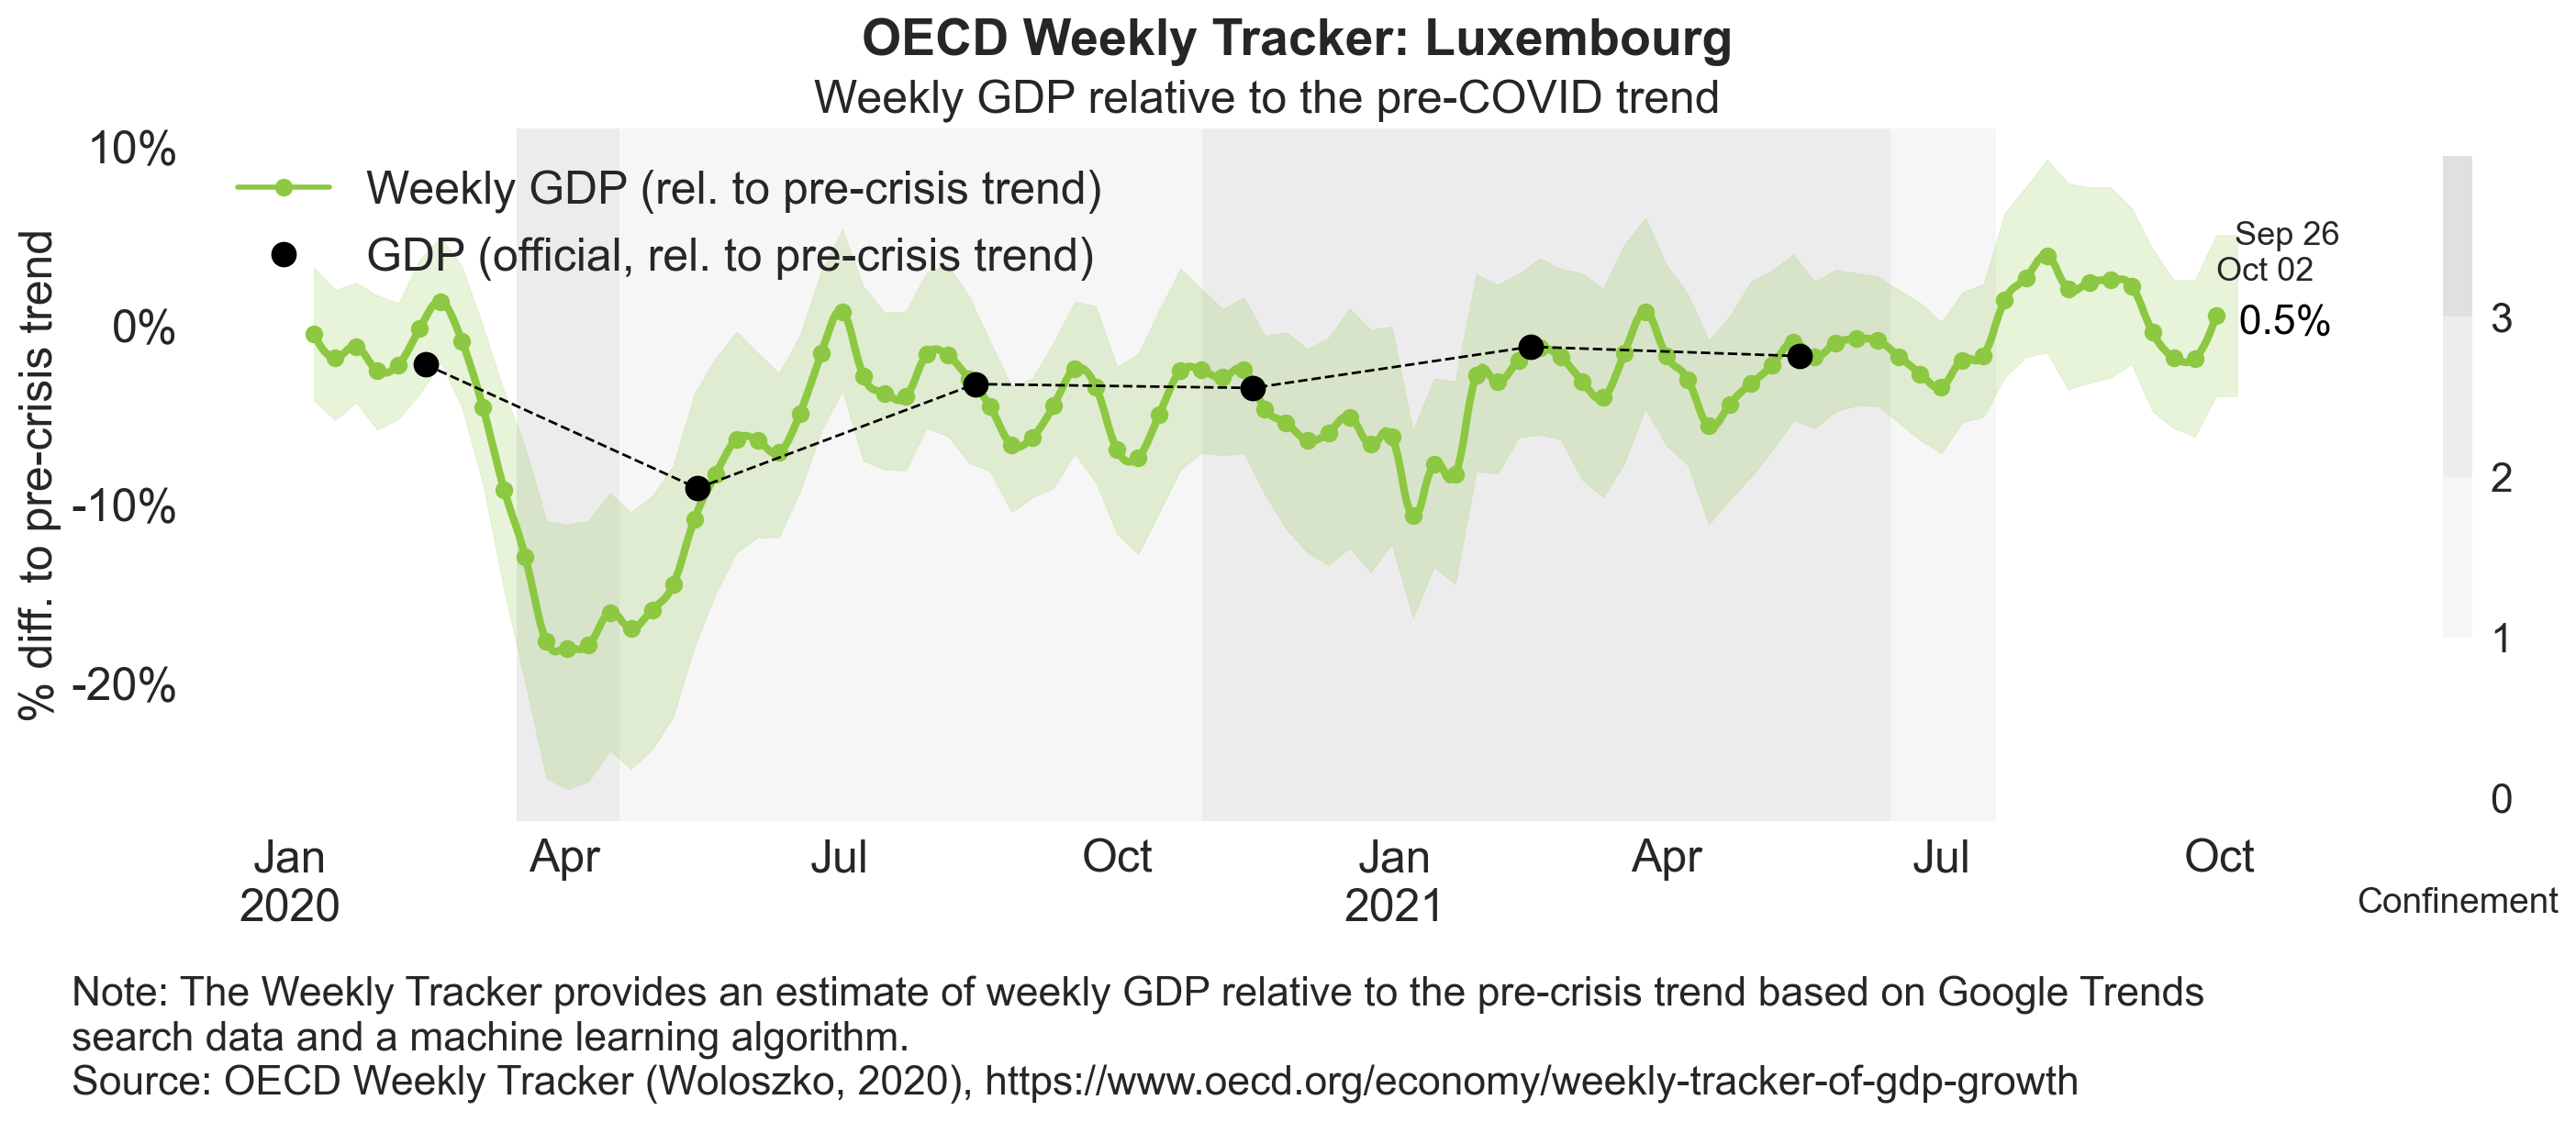 OECD Weekly Tracker: Luxembourg
Weekly GDP relative to the pre-COVID trend
% diff. to pre-crisis trend
10%
0%
-10%
-20%
Weekly GDP (rel. to pre-crisis trend)
GDP (official, rel. to pre-crisis trend)
Sep 26
Oct 02
0.5%
3
2
1
0
Confinement
Jan
2020
Apr
Jul
Oct
Jan
2021
Apr
Jul
Oct
Note: The Weekly Tracker provides an estimate of weekly GDP relative to the pre-crisis trend based on Google Trends
search data and a machine learning algorithm.
Source: OECD Weekly Tracker (Woloszko, 2020), https://www.oecd.org/economy/weekly-tracker-of-gdp-growth